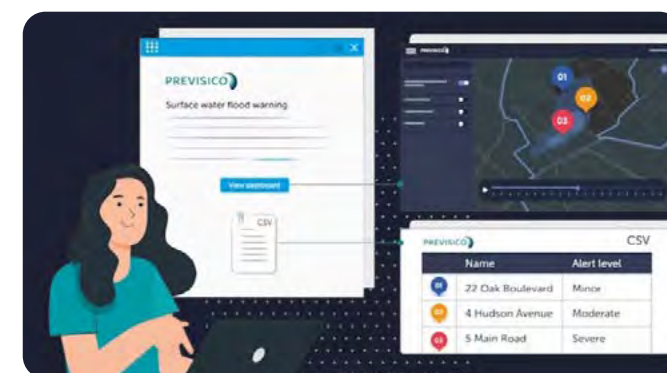 PREVISICO
Surface water flood warning
View dashboard
CSV
PREVISICO
01
02
03
PREVISICO
CSV
Name Alert level
01 22 Oak Boulevard Minor
02 4 Hudson Avenue Moderate
03 5 Main Road Severe